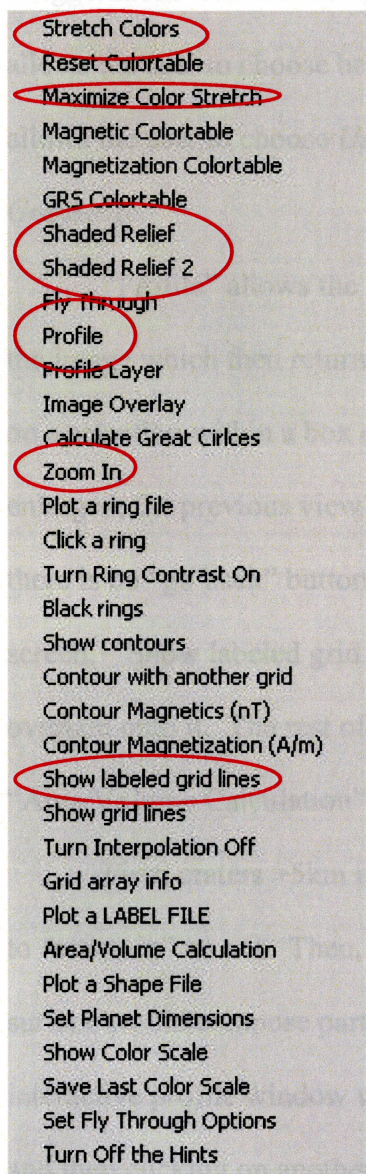 Stretch Colors
Reset Colortable
Maximize Color Stretch
Magnetic Colortable
Magnetization Colortable
GRS Colortable
Shaded Relief
Shaded Relief 2
Fly Through
Profile
Profile Layer
Image Overlay
Calculate Great Cirlces
Zoom In
Plot a ring file
Click a ring
Turn Ring Contrast On
Black rings
Show contours
Contour with another grid
Contour Magnetics (nT)
Contour Magnetization (A/m)
Show labeled grid lines
Show grid lines
Turn Interpolation Off
Grid array info
Plot a LABEL FILE
Area/Volume Calculation
Plot a Shape File
Set Planet Dimensions
Show Color Scale
Save Last Color Scale
Set Fly Through Options
Turn Off the Hints